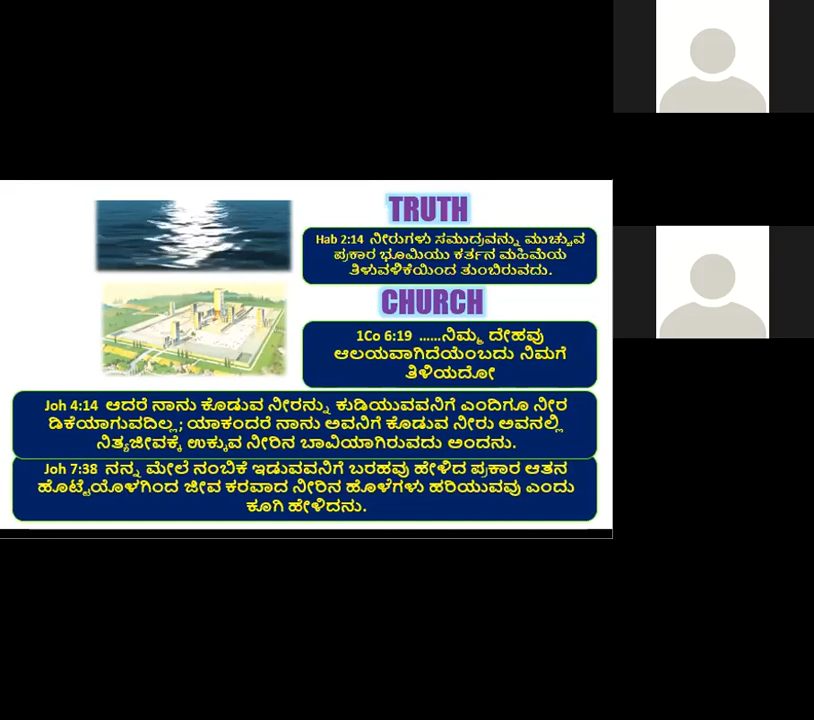 TRUTH
Hab 2:14 ನೀರುಗಳು ಸಮುದ್ರವನ್ನು ಮುಚ್ಚುವ
ಪ್ರಕಾರ ಭೂಮಿಯು ಕರ್ತನ ಮಹಿಮೆಯ
ತಿಳುವಳಿಕೆಯಿಂದ ತುಂಬಿರುವದು.
CHURCH
1Co 6:19 ......ನಿಮ್ಮ ದೇಹವು
ಆಲಯವಾಗಿದೆಯೆಂಬದು ನಿಮಗೆ
ತಿಳಿಯದೋ
Joh 4:14 ಆದರೆ ನಾನು ಕೊಡುವ ನೀರನ್ನು ಕುಡಿಯುವವನಿಗೆ ಎಂದಿಗೂ ನೀರ
ಡಿಕೆಯಾಗುವದಿಲ್ಲ; ಯಾಕಂದರೆ ನಾನು ಅವನಿಗೆ ಕೊಡುವ ನೀರು ಅವನಲ್ಲಿ
ನಿತ್ಯಜೀವಕ್ಕೆ ಉಕ್ಕುವ ನೀರಿನ ಬಾವಿಯಾಗಿರುವದು ಅಂದನು.
Joh 7:38 ನನ್ನ ಮೇಲೆ ನಂಬಿಕೆ ಇಡುವವನಿಗೆ ಬರಹವು ಹೇಳಿದ ಪ್ರಕಾರ ಆತನ
ಹೊಟ್ಟೆಯೊಳಗಿಂದ ಜೀವ ಕರವಾದ ನೀರಿನ ಹೊಳೆಗಳು ಹರಿಯುವವು ಎಂದು
ಕೂಗಿ ಹೇಳಿದನು.